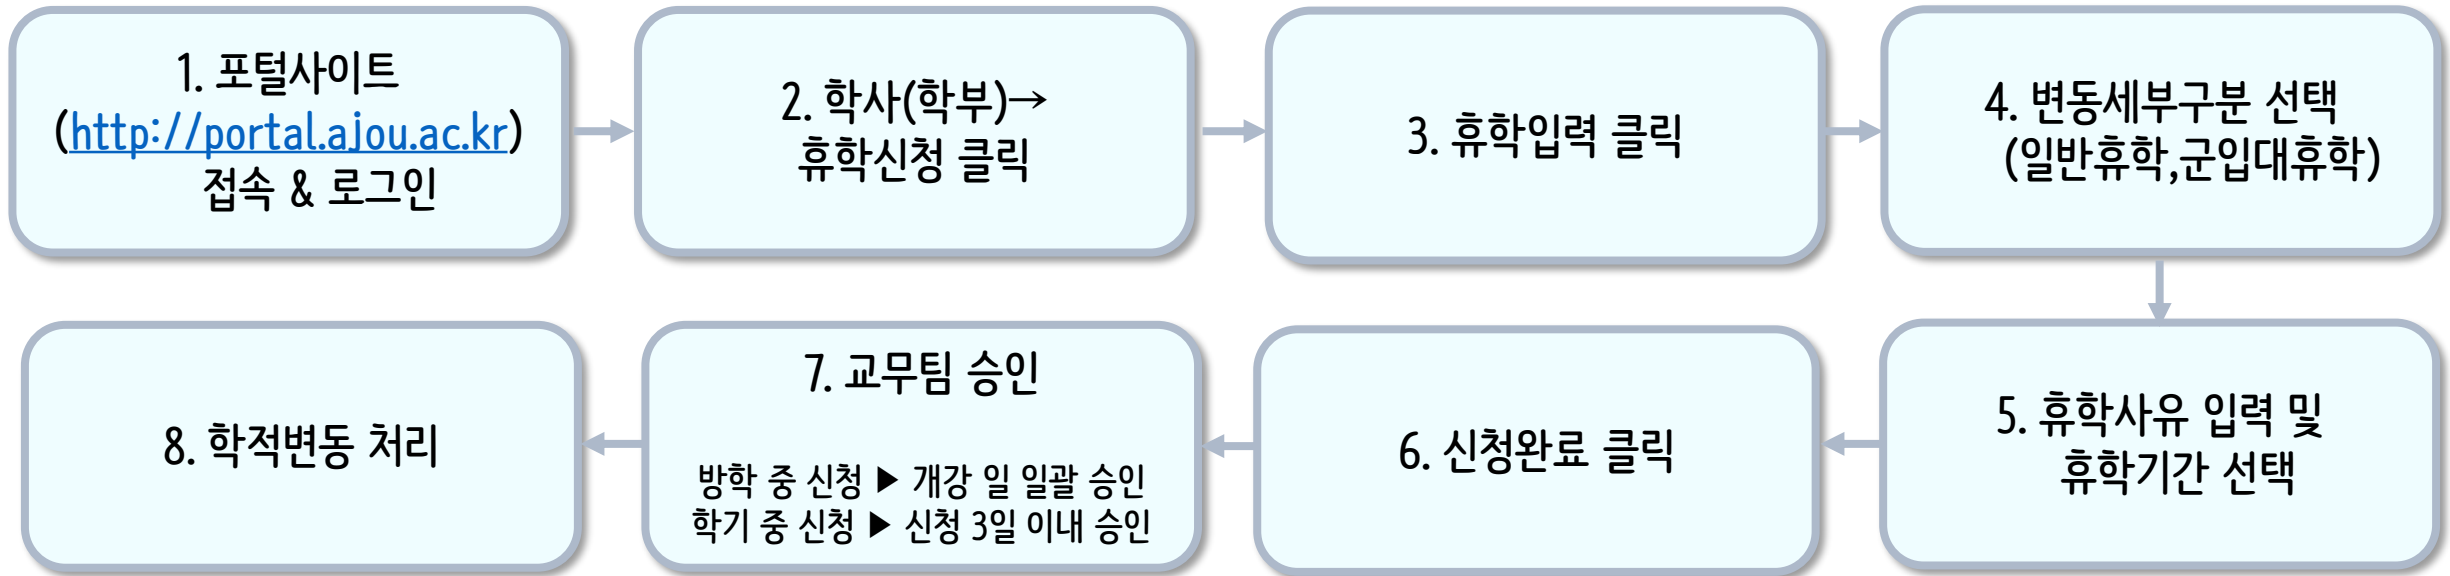 1. 포털사이트
(http://portal.ajou.ac.kr)
접속 & 로그인
2. 학사(학부)→
휴학신청 클릭
3. 휴학입력 클릭
4. 변동세부구분 선택
(일반휴학,군입대휴학)
5. 휴학사유 입력 및
휴학기간 선택
6. 신청완료 클릭
7. 교무팀 승인
방학 중 신청 ▶ 개강 일 일괄 승인
학기 중 신청 ▶ 신청 3일 이내 승인
8. 학적변동 처리